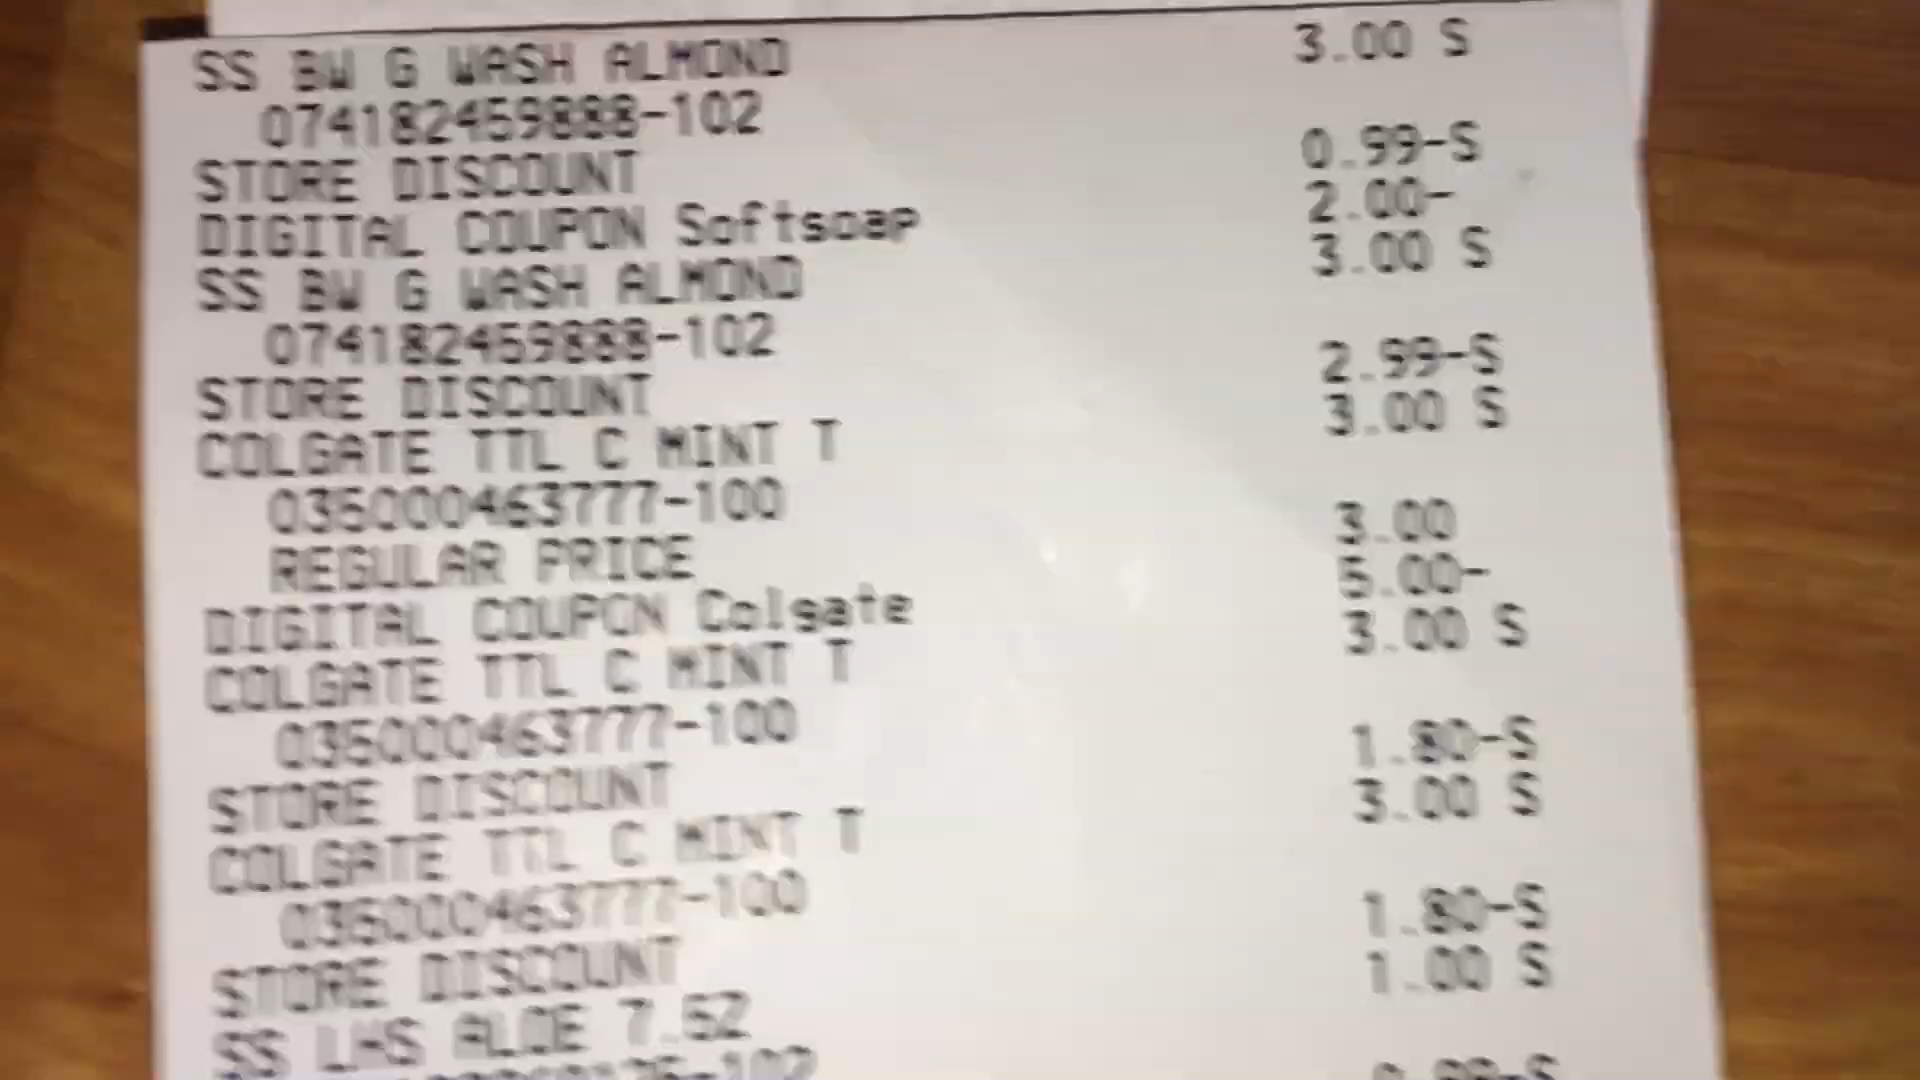 SS BW G WASH ALMOND 3.00 S
074182459888-102
STORE DISCOUNT 0.99-S
DIGITAL COUPON Softsoap 2.00-
SS BW G WASH ALMOND 3.00 S
074182459888-102
STORE DISCOUNT 2.99-S
COLGATE TTL C MINT T 3.00 S
035000463777-100
REGULAR PRICE 3.00
DIGITAL COUPON Colgate 5.00-
COLGATE TTL C MINT T 3.00 S
035000463777-100
STORE DISCOUNT 1.80-S
COLGATE TTL C MINT T 3.00 S
035000463777-100
STORE DISCOUNT 1.80-S
SS LHS ALOE 7.5Z 1.00 S